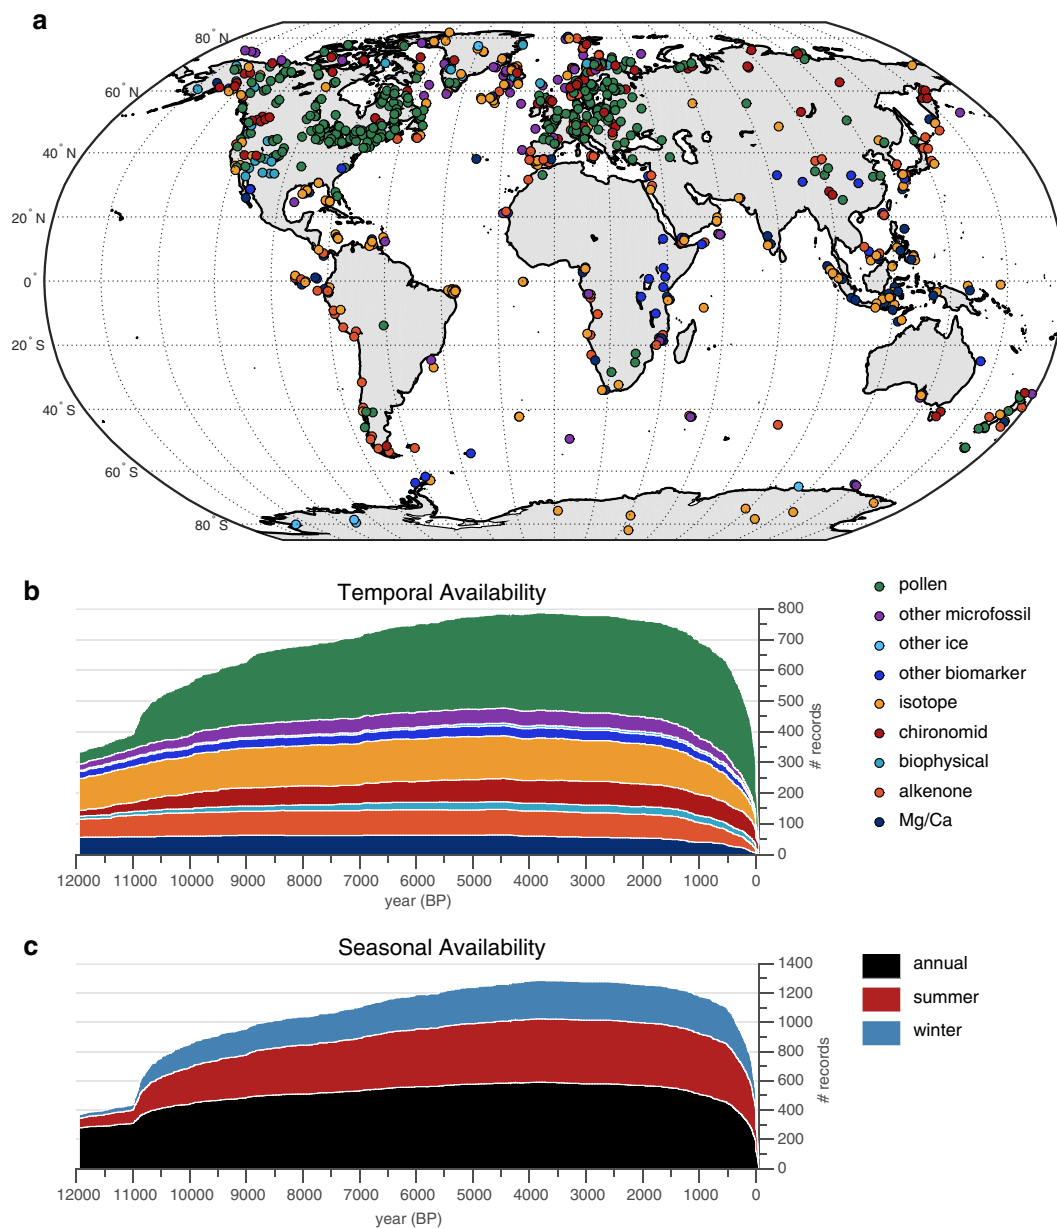 a
80° N
60° N
40° N
20° N
0°
20° S
40° S
60° S
80° S
b
Temporal Availability
800
700
600
500
400
300
200
100
0
# records
12000 11000 10000 9000 8000 7000 6000 5000 4000 3000 2000 1000 0
year (BP)
pollen
other microfossil
other ice
other biomarker
isotope
chironomid
biophysical
alkenone
Mg/Ca
c
Seasonal Availability
1400
1200
1000
800
600
400
200
0
# records
12000 11000 10000 9000 8000 7000 6000 5000 4000 3000 2000 1000 0
year (BP)
annual
summer
winter